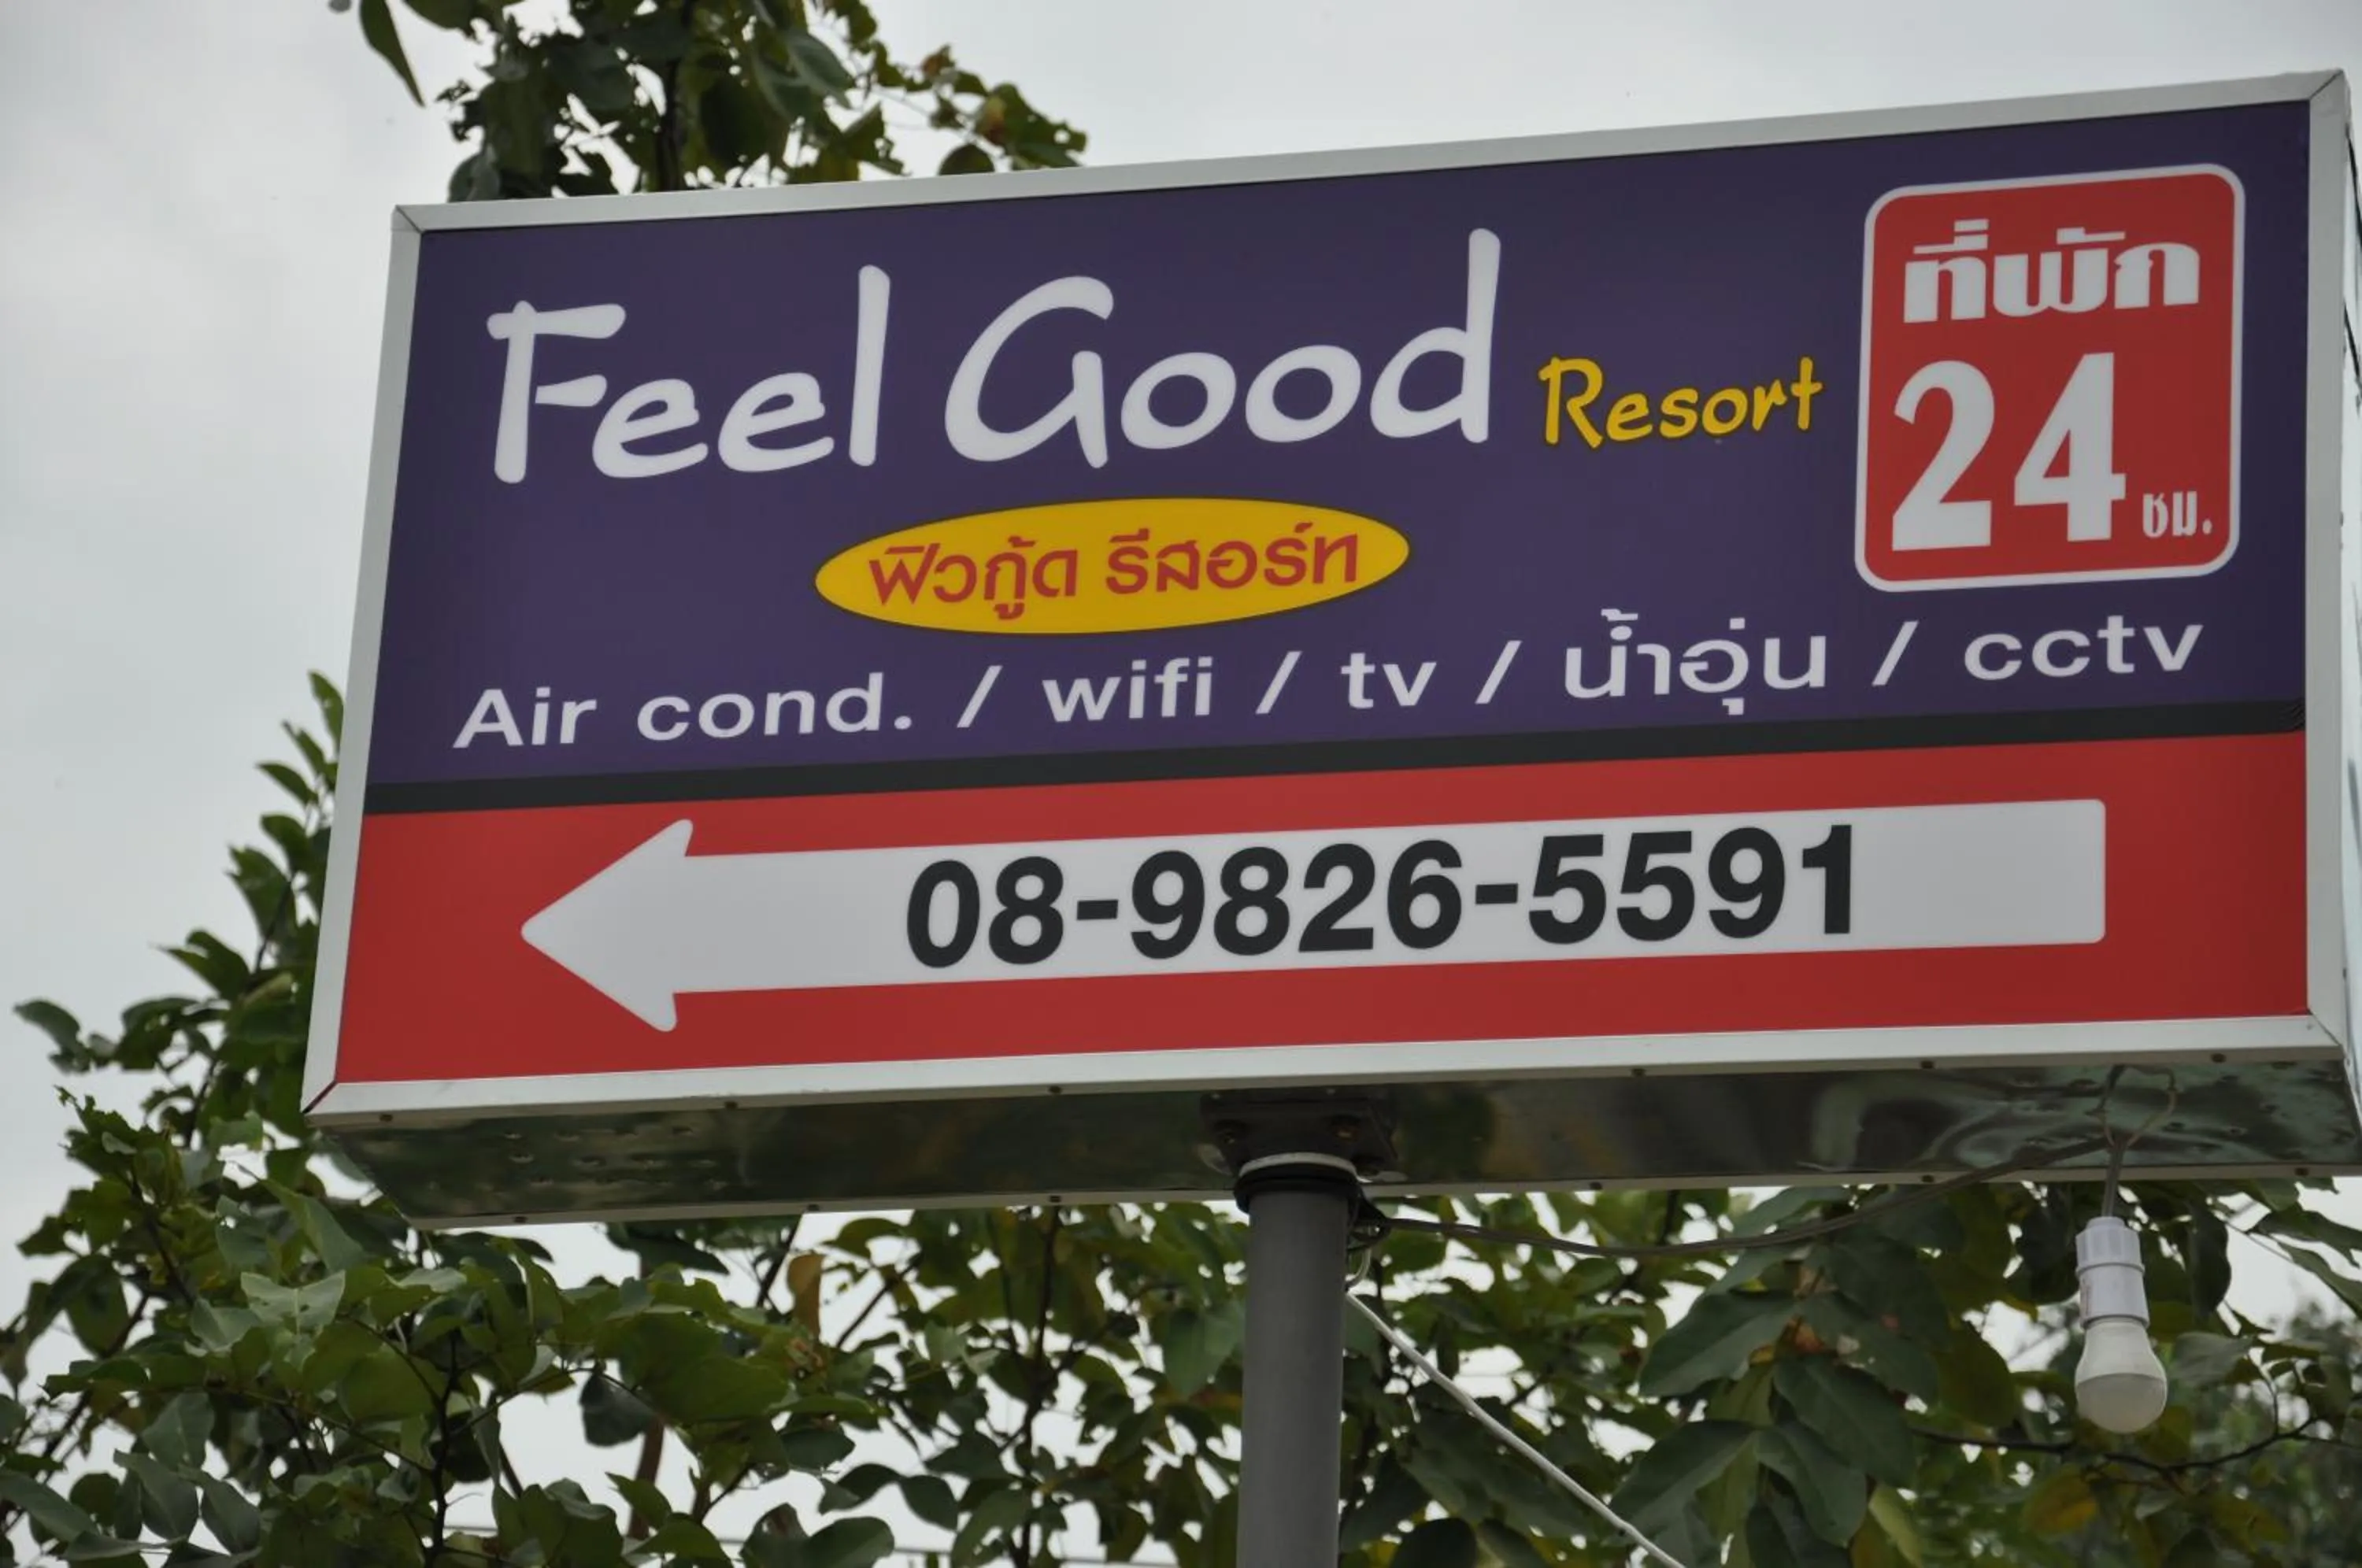 Feel Good Resort
ที่พัก
24 ชม.
ฟิวกู้ด รีสอร์ท
Air cond. / wifi / tv / น้ำอุ่น / cctv
08-9826-5591